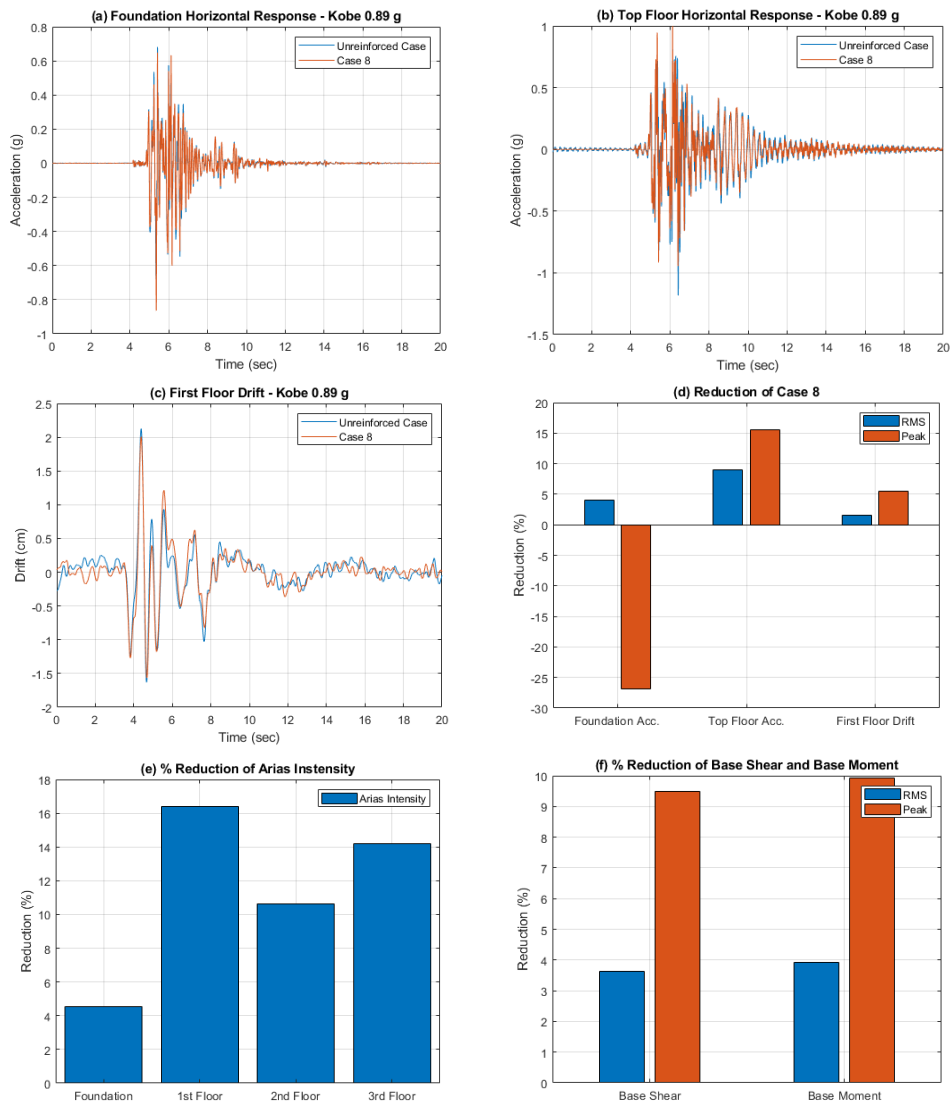 (a) Foundation Horizontal Response - Kobe 0.89 g
Acceleration (g)
0.8
0.6
0.4
0.2
0
-0.2
-0.4
-0.6
-0.8
-1
Unreinforced Case
Case 8
0 2 4 6 8 10 12 14 16 18 20
Time (sec)
(b) Top Floor Horizontal Response - Kobe 0.89 g
Acceleration (g)
1
0.5
0
-0.5
-1
-1.5
Unreinforced Case
Case 8
0 2 4 6 8 10 12 14 16 18 20
Time (sec)
(c) First Floor Drift - Kobe 0.89 g
Drift (cm)
2.5
2
1.5
1
0.5
0
-0.5
-1
-1.5
-2
Unreinforced Case
Case 8
0 2 4 6 8 10 12 14 16 18 20
Time (sec)
(d) Reduction of Case 8
Reduction (%)
20
15
10
5
0
-5
-10
-15
-20
-25
-30
RMS
Peak
Foundation Acc. Top Floor Acc. First Floor Drift
(e) % Reduction of Arias Instensity
Reduction (%)
18
16
14
12
10
8
6
4
2
0
Arias Intensity
Foundation 1st Floor 2nd Floor 3rd Floor
(f) % Reduction of Base Shear and Base Moment
Reduction (%)
10
9
8
7
6
5
4
3
2
1
0
RMS
Peak
Base Shear Base Moment